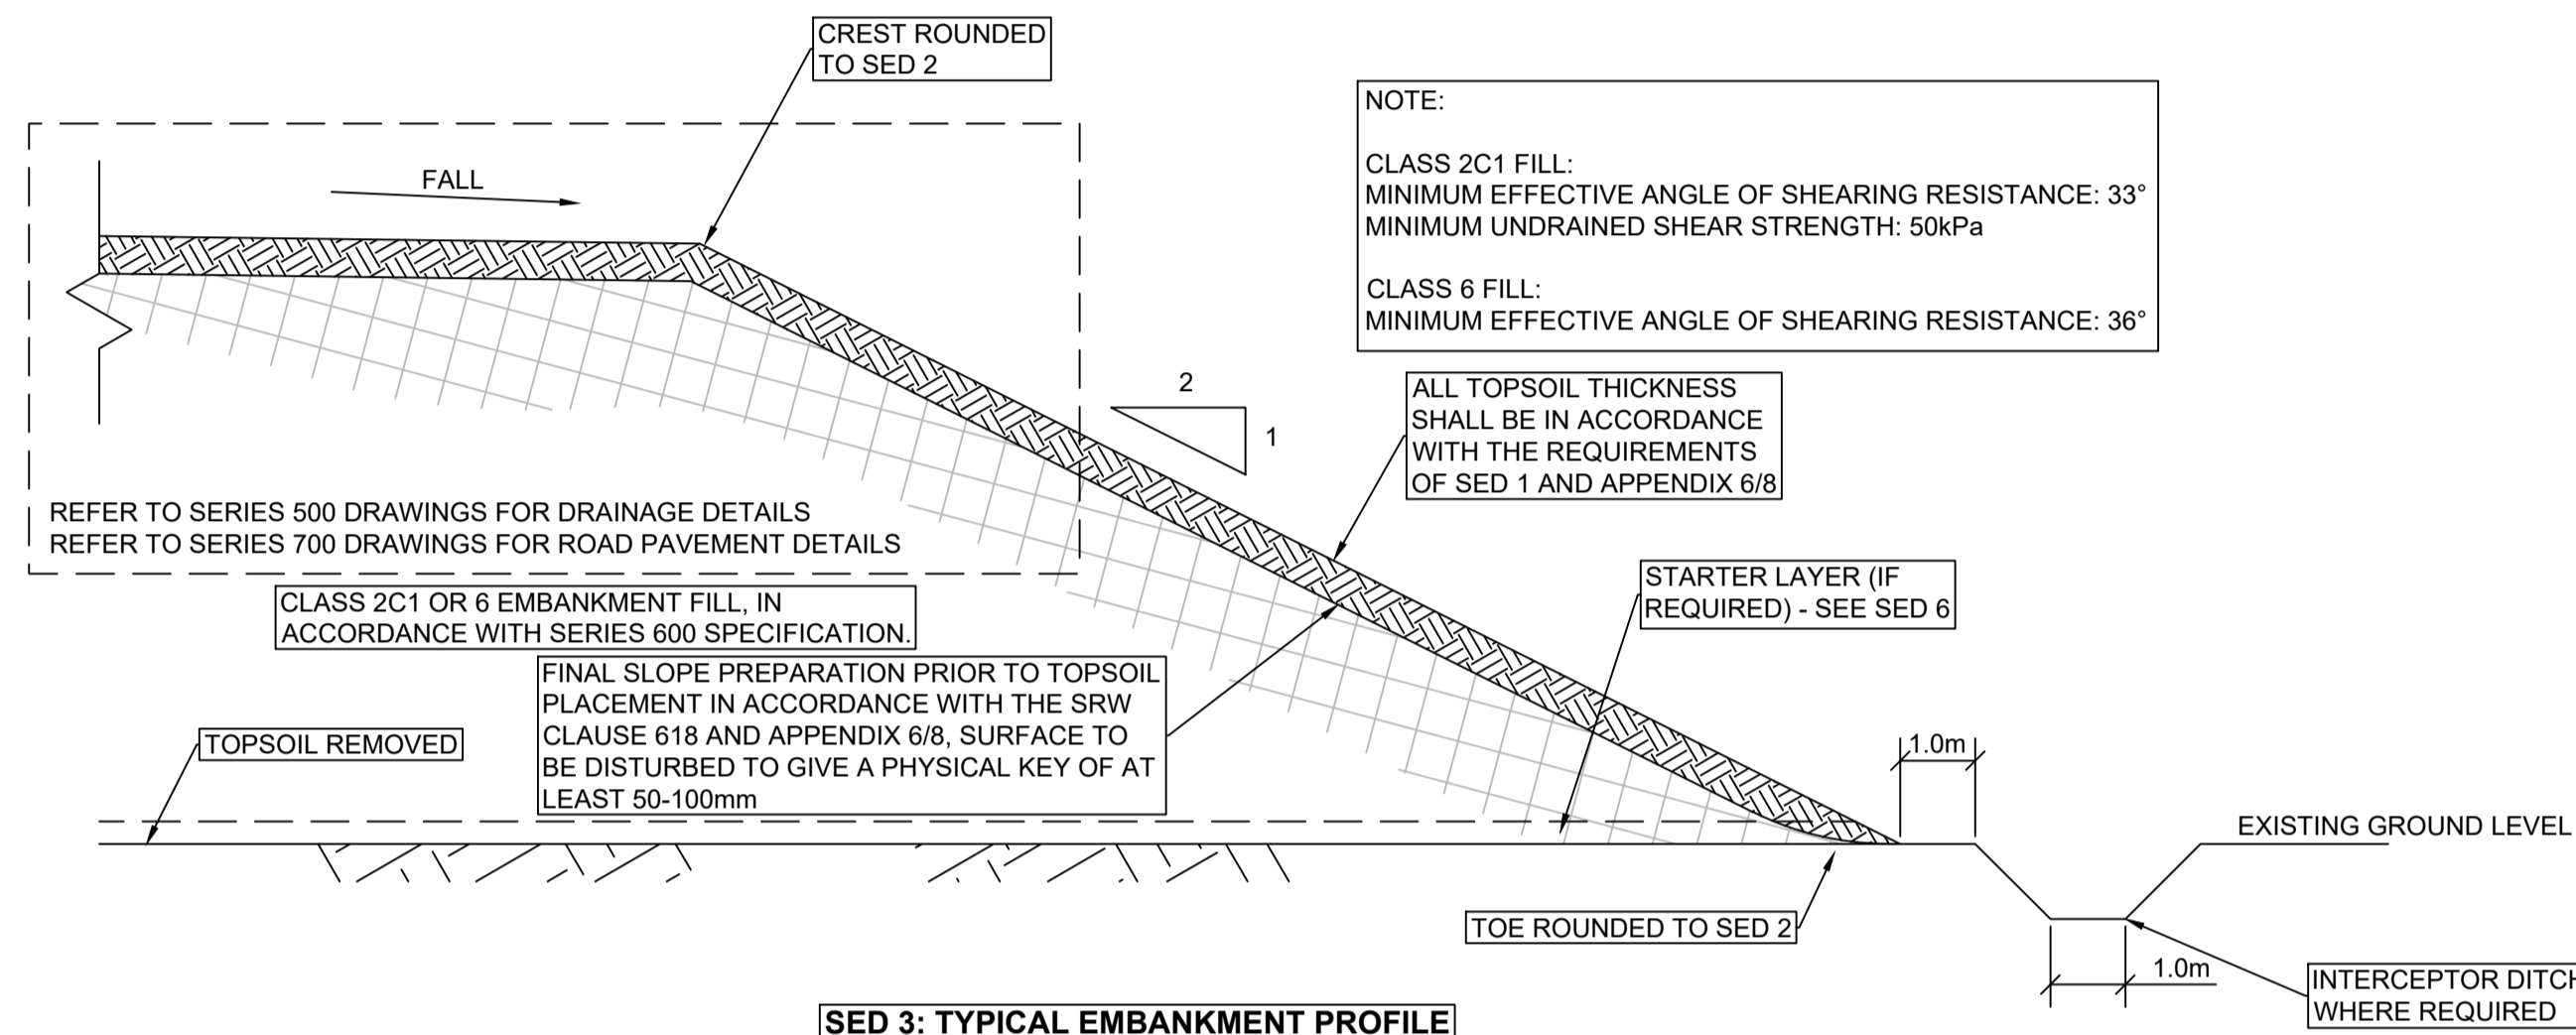 CREST ROUNDED
TO SED 2
NOTE:
CLASS 2C1 FILL:
MINIMUM EFFECTIVE ANGLE OF SHEARING RESISTANCE: 33°
MINIMUM UNDRAINED SHEAR STRENGTH: 50kPa
CLASS 6 FILL:
MINIMUM EFFECTIVE ANGLE OF SHEARING RESISTANCE: 36°
FALL
2
1
ALL TOPSOIL THICKNESS
SHALL BE IN ACCORDANCE
WITH THE REQUIREMENTS
OF SED 1 AND APPENDIX 6/8
REFER TO SERIES 500 DRAWINGS FOR DRAINAGE DETAILS
REFER TO SERIES 700 DRAWINGS FOR ROAD PAVEMENT DETAILS
CLASS 2C1 OR 6 EMBANKMENT FILL, IN
ACCORDANCE WITH SERIES 600 SPECIFICATION.
STARTER LAYER (IF
REQUIRED) - SEE SED 6
FINAL SLOPE PREPARATION PRIOR TO TOPSOIL
PLACEMENT IN ACCORDANCE WITH THE SRW
CLAUSE 618 AND APPENDIX 6/8, SURFACE TO
BE DISTURBED TO GIVE A PHYSICAL KEY OF AT
LEAST 50-100mm
TOPSOIL REMOVED
1.0m
EXISTING GROUND LEVEL
TOE ROUNDED TO SED 2
1.0m
INTERCEPTOR DITCH
WHERE REQUIRED
SED 3: TYPICAL EMBANKMENT PROFILE